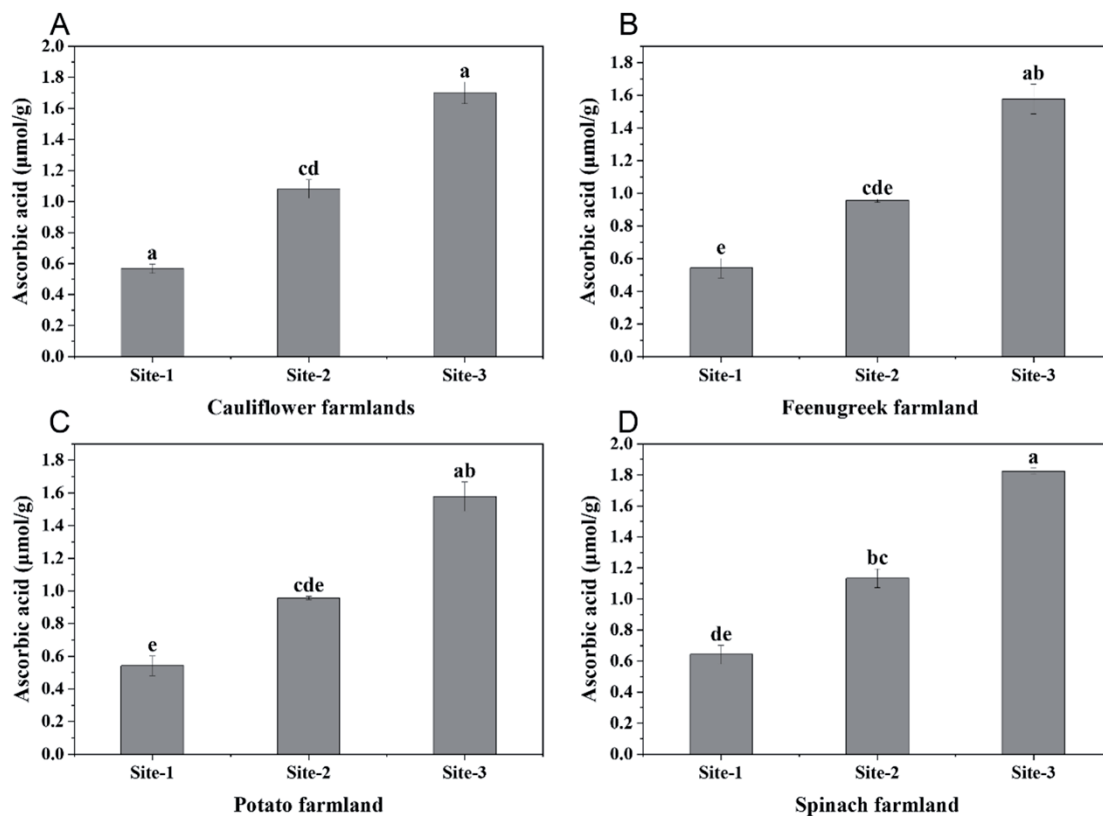 A
Ascorbic acid (µmol/g)
2.0
1.8
1.6
1.4
1.2
1.0
0.8
0.6
0.4
0.2
0.0
a
cd
a
Site-1
Site-2
Site-3
Cauliflower farmlands
B
Ascorbic acid (µmol/g)
1.8
1.6
1.4
1.2
1.0
0.8
0.6
0.4
0.2
0.0
e
cde
ab
Site-1
Site-2
Site-3
Feenugreek farmland
C
Ascorbic acid (µmol/g)
1.8
1.6
1.4
1.2
1.0
0.8
0.6
0.4
0.2
0.0
e
cde
ab
Site-1
Site-2
Site-3
Potato farmland
D
Ascorbic acid (µmol/g)
2.0
1.8
1.6
1.4
1.2
1.0
0.8
0.6
0.4
0.2
0.0
de
bc
a
Site-1
Site-2
Site-3
Spinach farmland